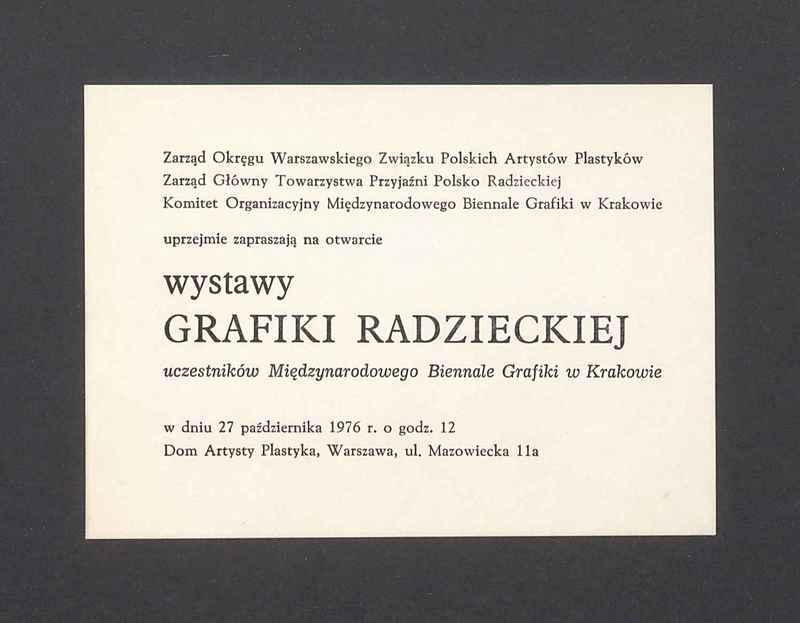 Zarząd Okręgu Warszawskiego Związku Polskich Artystów Plastyków
Zarząd Główny Towarzystwa Przyjaźni Polsko Radzieckiej
Komitet Organizacyjny Międzynarodowego Biennale Grafiki w Krakowie
uprzejmie zapraszają na otwarcie
wystawy
GRAFIKI RADZIECKIEJ
uczestników Międzynarodowego Biennale Grafiki w Krakowie
w dniu 27 października 1976 r. o godz. 12
Dom Artysty Plastyka, Warszawa, ul. Mazowiecka 11a